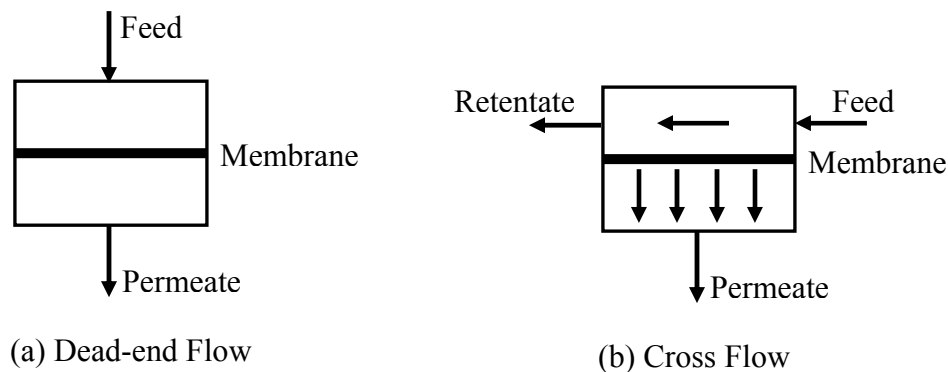 Feed
Membrane
Permeate
(a) Dead-end Flow
Retentate
Feed
Membrane
Permeate
(b) Cross Flow